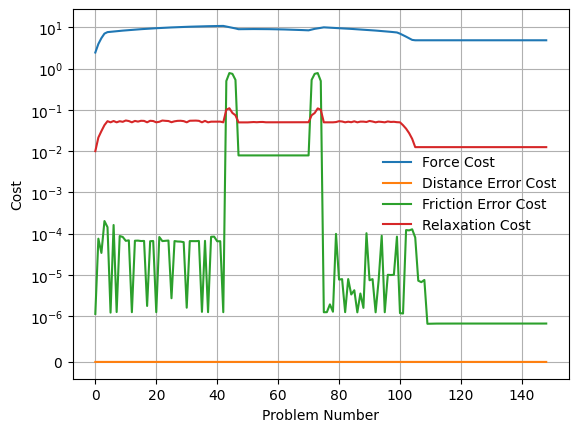 10^1
10^0
10^-1
10^-2
10^-3
10^-4
10^-5
10^-6
0
Cost
Force Cost
Distance Error Cost
Friction Error Cost
Relaxation Cost
0 20 40 60 80 100 120 140
Problem Number